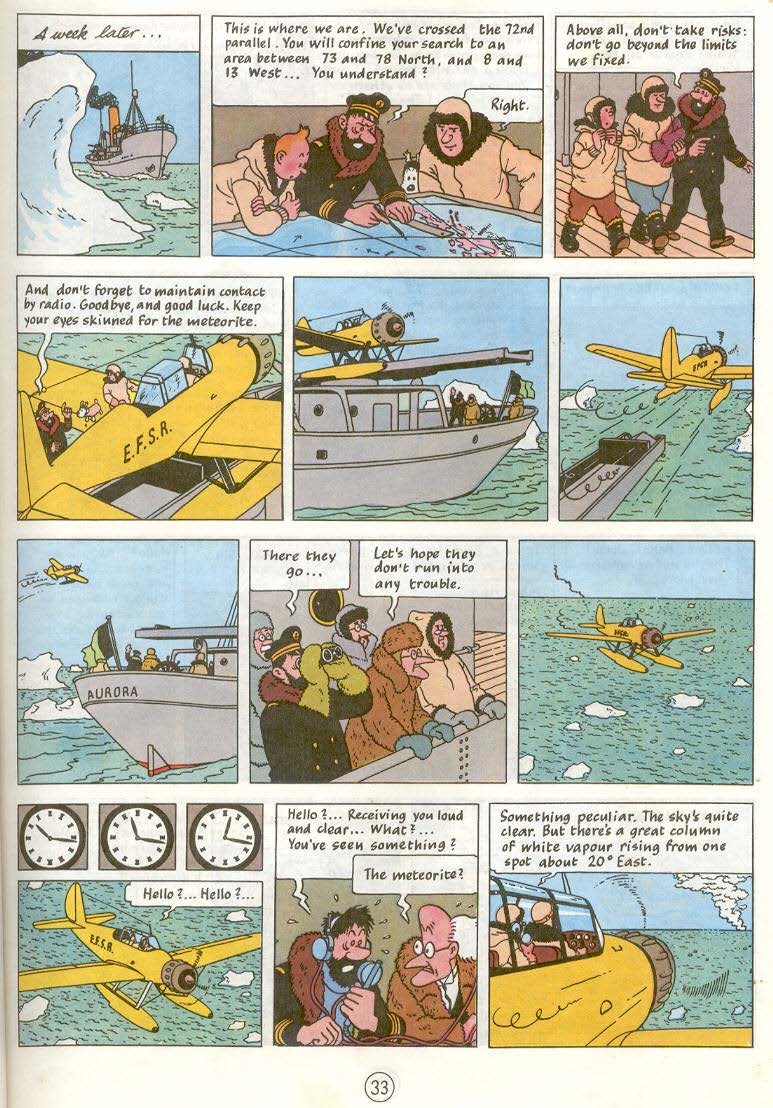 A week later...
This is where we are. We've crossed the 72nd
parallel. You will confine your search to an
area between 73 and 78 North, and 8 and
13 West... You understand?
Right.
Above all, don't take risks:
don't go beyond the limits
we fixed.
And don't forget to maintain contact
by radio. Goodbye, and good luck. Keep
your eyes skinned for the meteorite.
E.F.S.R.
EFSR
AURORA
There they
go...
Let's hope they
don't run into
any trouble.
EFSR.
Hello?... Hello?...
E.F.S.R.
Hello?... Receiving you loud
and clear... What?...
You've seen something?
The meteorite?
Something peculiar. The sky's quite
clear. But there's a great column
of white vapour rising from one
spot about 20° East.
33